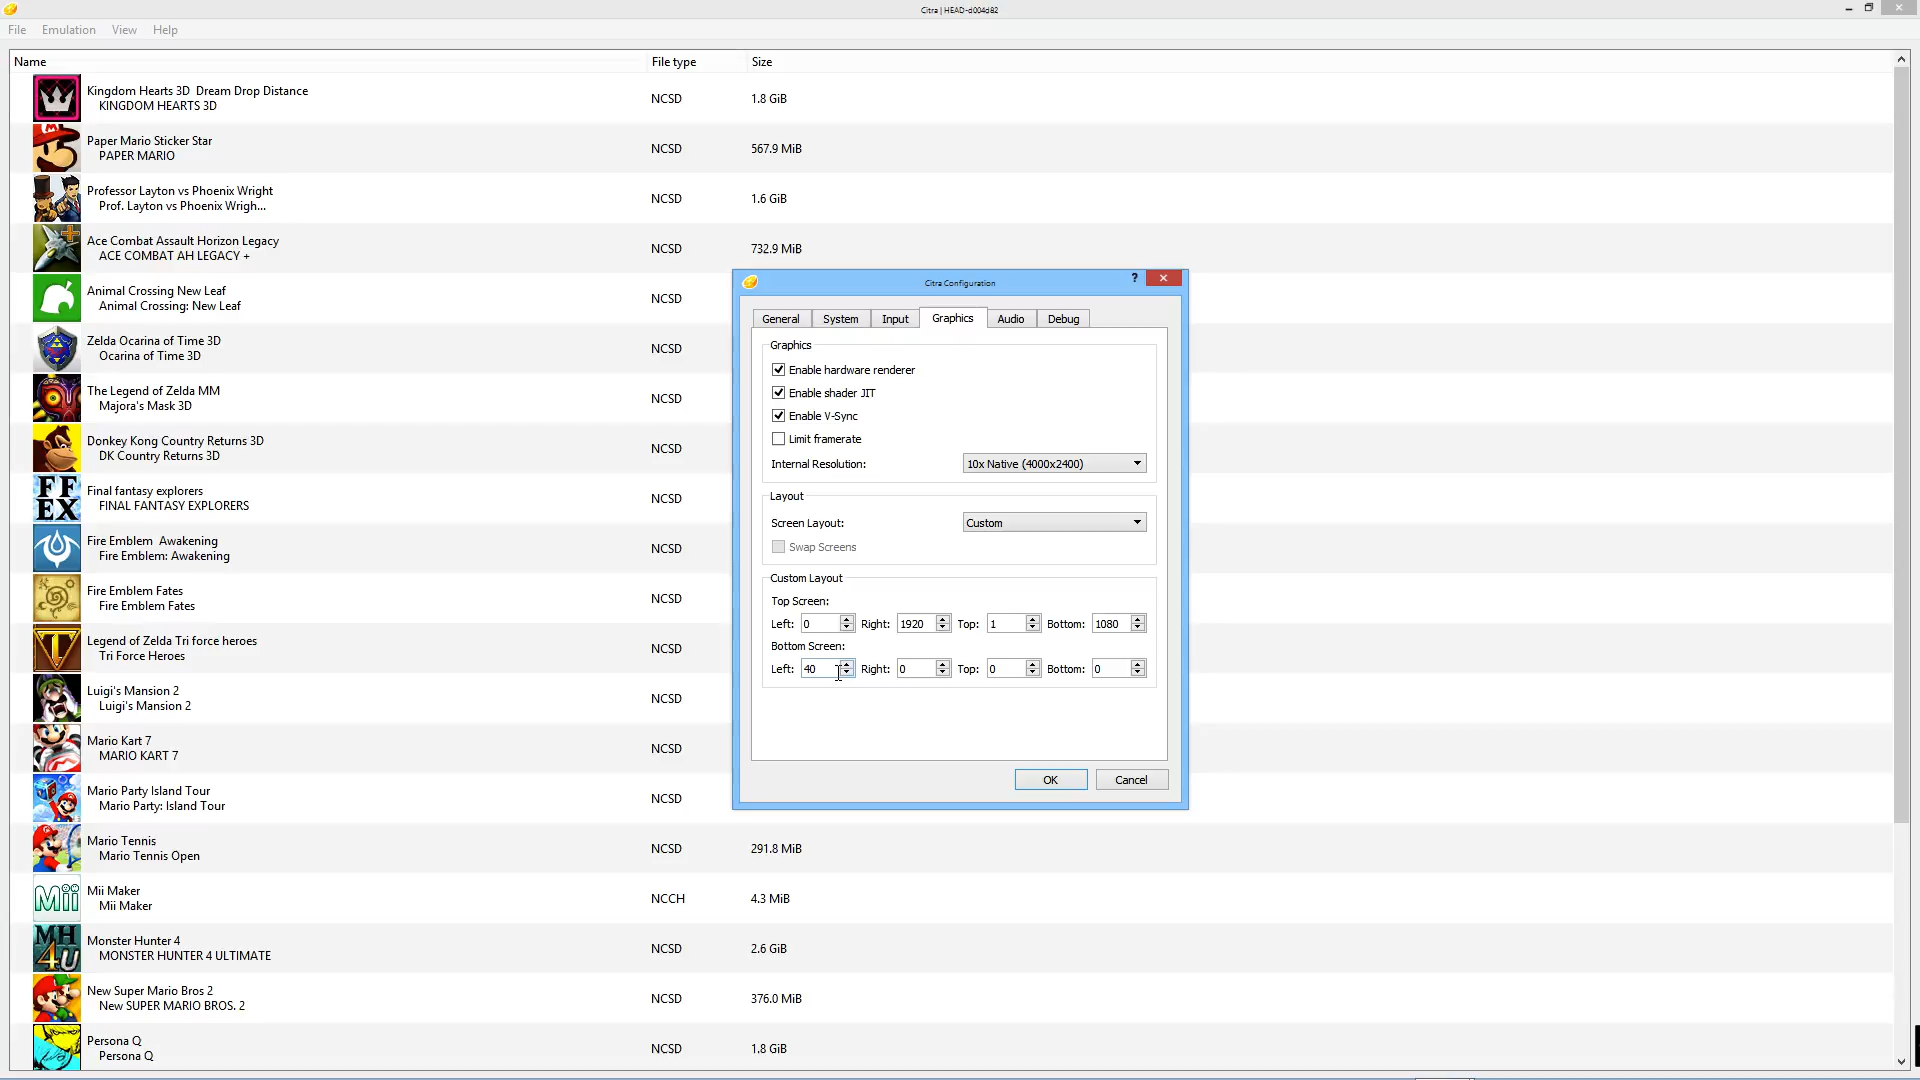 Citra | HEAD-d004d82
File Emulation View Help
Name File type Size
Kingdom Hearts 3D Dream Drop Distance
KINGDOM HEARTS 3D
NCSD 1.8 GiB
Paper Mario Sticker Star
PAPER MARIO
NCSD 567.9 MiB
Professor Layton vs Phoenix Wright
Prof. Layton vs Phoenix Wrigh...
NCSD 1.6 GiB
Ace Combat Assault Horizon Legacy
ACE COMBAT AH LEGACY +
NCSD 732.9 MiB
Animal Crossing New Leaf
Animal Crossing: New Leaf
NCSD
Zelda Ocarina of Time 3D
Ocarina of Time 3D
NCSD
The Legend of Zelda MM
Majora's Mask 3D
NCSD
Donkey Kong Country Returns 3D
DK Country Returns 3D
NCSD
FF
EX
Final fantasy explorers
FINAL FANTASY EXPLORERS
NCSD
Fire Emblem Awakening
Fire Emblem: Awakening
NCSD
Fire Emblem Fates
Fire Emblem Fates
NCSD
Legend of Zelda Tri force heroes
Tri Force Heroes
NCSD
Luigi's Mansion 2
Luigi's Mansion 2
NCSD
Mario Kart 7
MARIO KART 7
NCSD
Mario Party Island Tour
Mario Party: Island Tour
NCSD
Mario Tennis
Mario Tennis Open
NCSD 291.8 MiB
Mii
Mii Maker
Mii Maker
NCCH 4.3 MiB
MH
4U
Monster Hunter 4
MONSTER HUNTER 4 ULTIMATE
NCSD 2.6 GiB
New Super Mario Bros 2
New SUPER MARIO BROS. 2
NCSD 376.0 MiB
Persona Q
Persona Q
NCSD 1.8 GiB
Citra Configuration
?
General System Input Graphics Audio Debug
Graphics
Enable hardware renderer
Enable shader JIT
Enable V-Sync
Limit framerate
Internal Resolution: 10x Native (4000x2400)
Layout
Screen Layout: Custom
Swap Screens
Custom Layout
Top Screen:
Left: 0 Right: 1920 Top: 1 Bottom: 1080
Bottom Screen:
Left: 40 Right: 0 Top: 0 Bottom: 0
OK Cancel